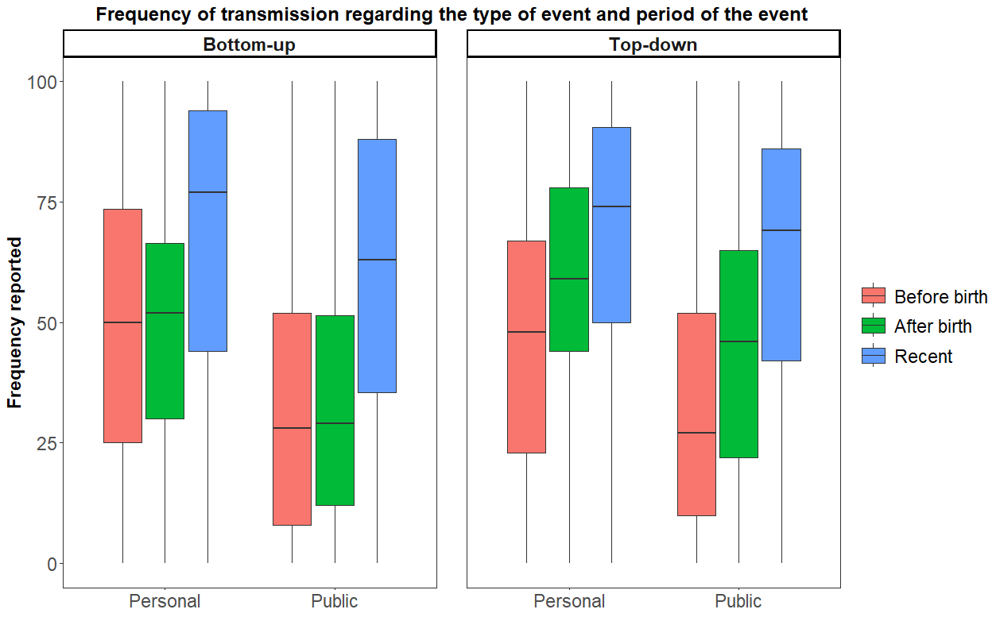 Frequency of transmission regarding the type of event and period of the event
Bottom-up
Top-down
Frequency reported
100
75
50
25
0
Personal
Public
Personal
Public
Before birth
After birth
Recent